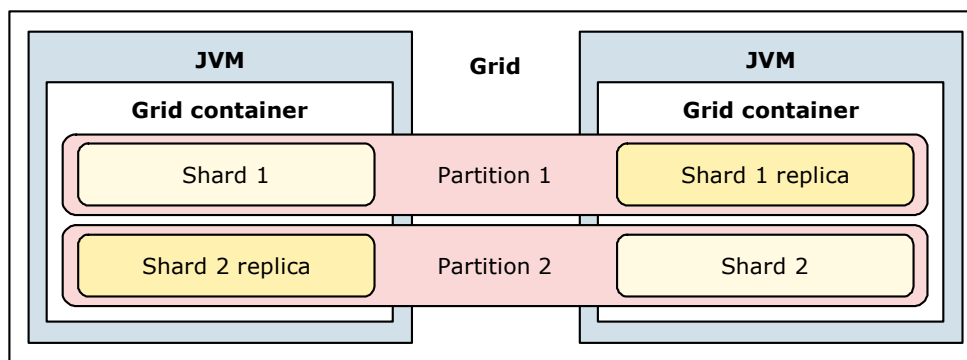 JVM
Grid
JVM
Grid container
Grid container
Shard 1
Partition 1
Shard 1 replica
Shard 2 replica
Partition 2
Shard 2